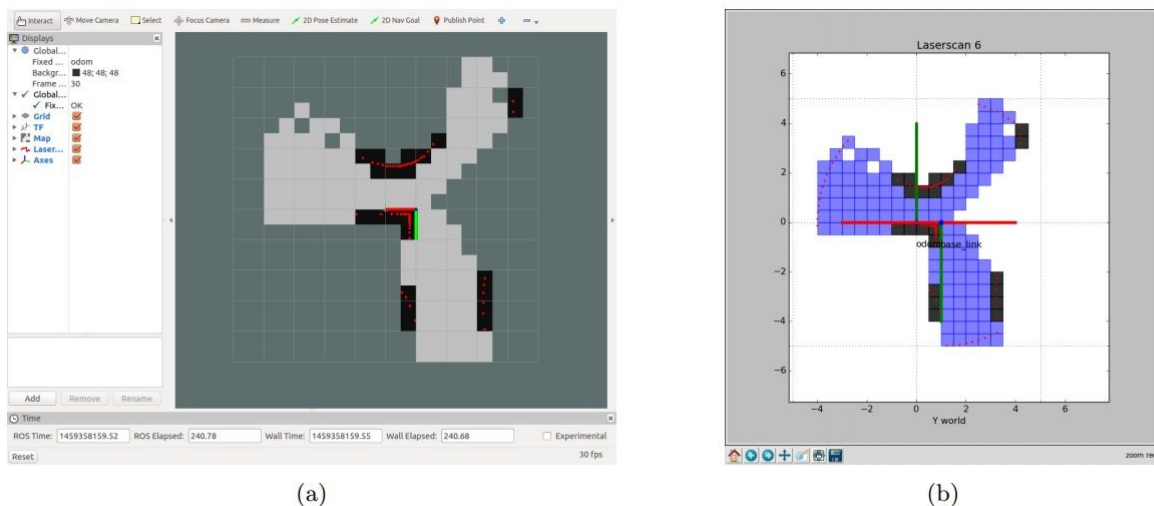 Interact Move Camera Select Focus Camera Measure 2D Pose Estimate 2D Nav Goal Publish Point
Displays
Global...
Fixed ... odom
Backgr... 48; 48; 48
Frame ... 30
Global...
Fix... OK
Grid
TF
Map
Laser...
Axes
Add Remove Rename
Time
ROS Time: 1459358159.52 ROS Elapsed: 240.78 Wall Time: 1459358159.55 Wall Elapsed: 240.68 Experimental
Reset 30 fps
(a)
Laserscan 6
6
4
2
0
−2
−4
−6
odombase_link
−4 −2 0 2 4 6
Y world
zoom re
(b)